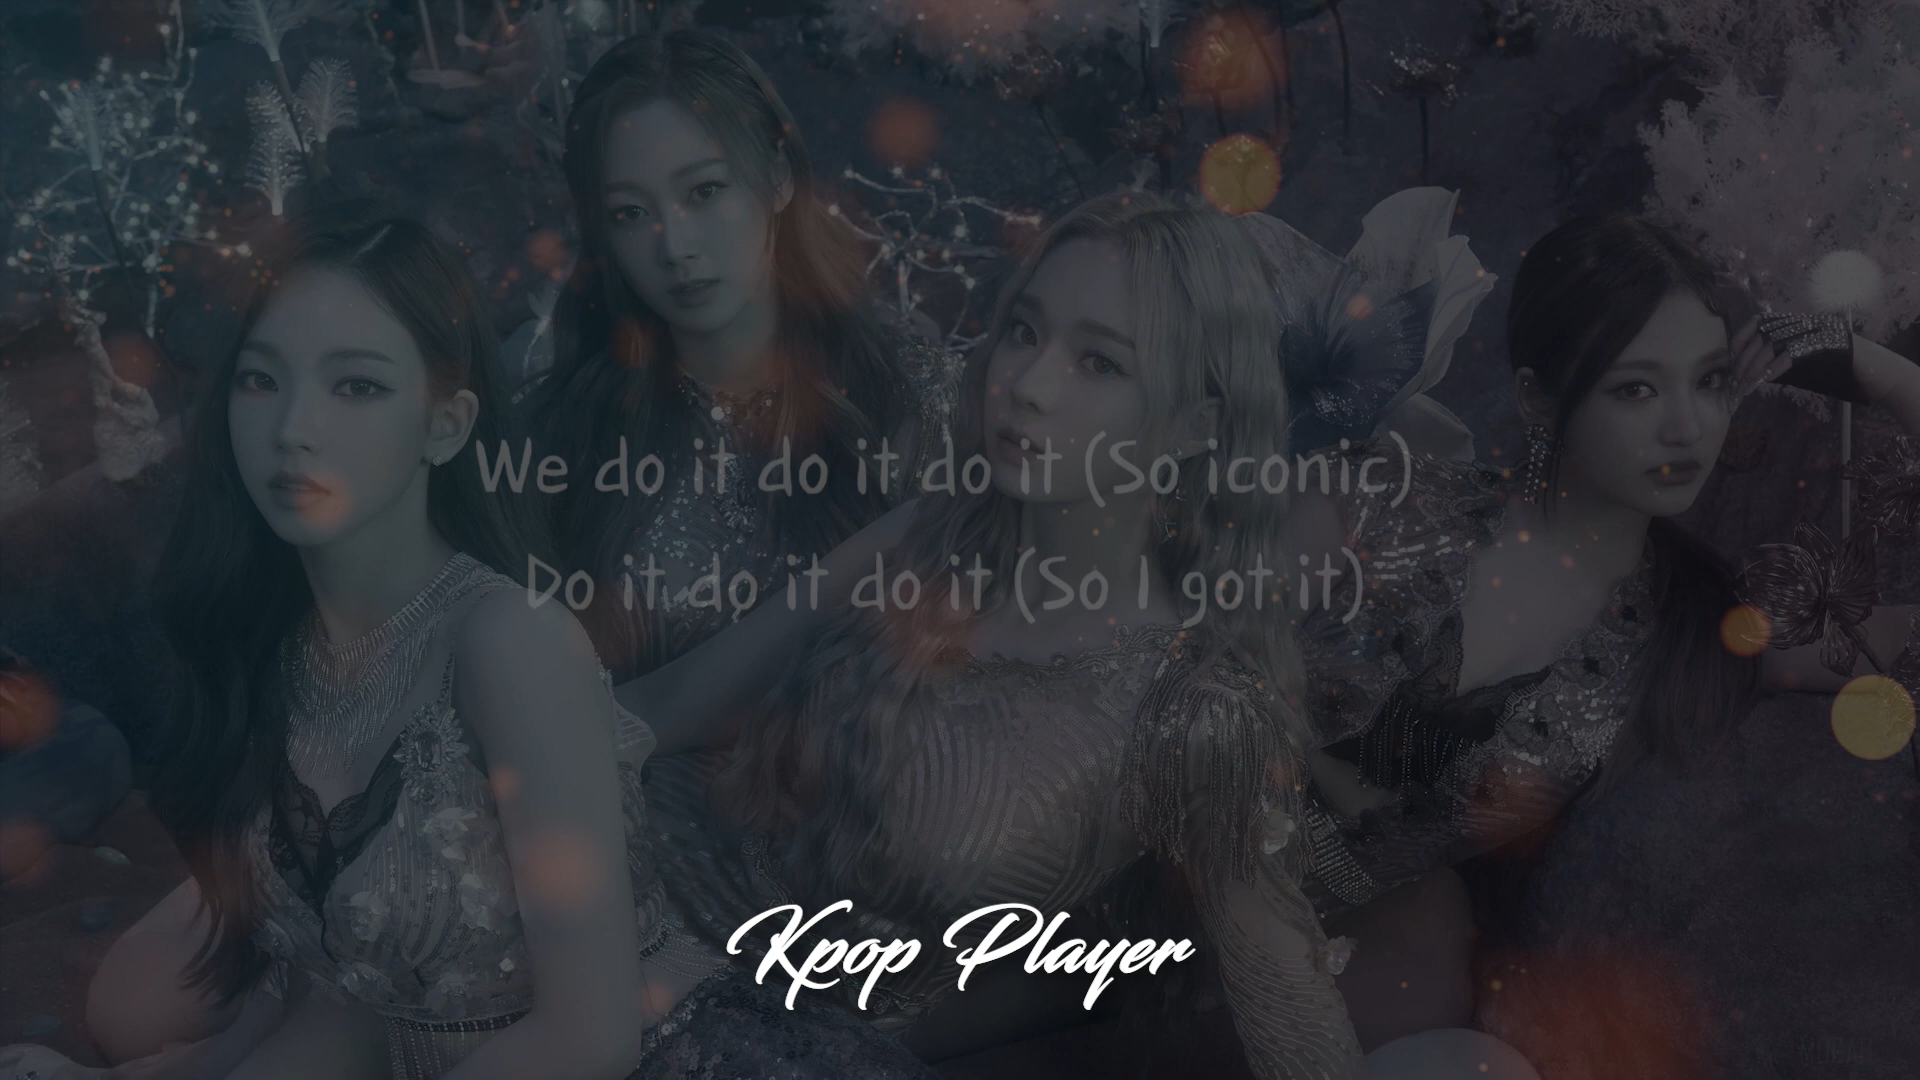 We do it do it do it (So iconic)
Do it do it do it (So I got it)
Kpop Player